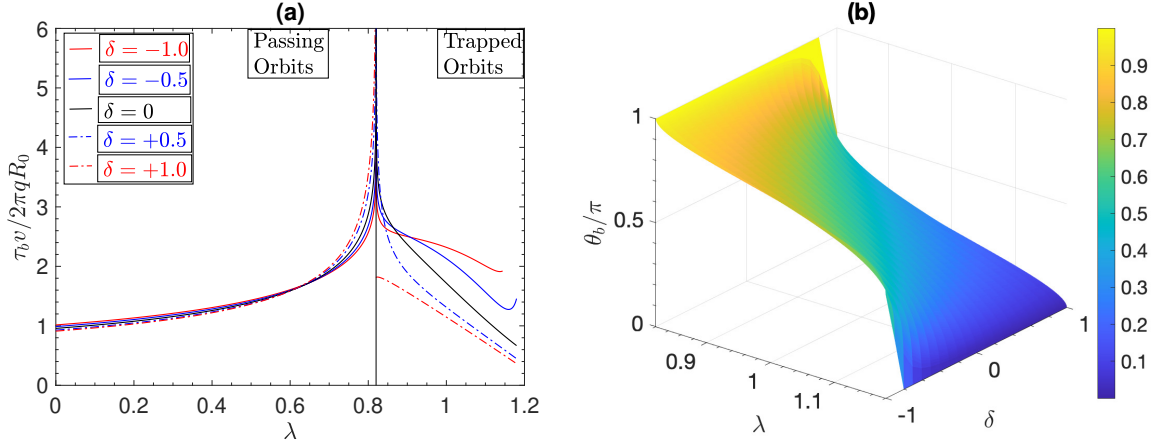 (a)
6
5
4
3
2
1
0
τ_b v/2πqR_0
δ = −1.0
δ = −0.5
δ = 0
δ = +0.5
δ = +1.0
Passing
Orbits
Trapped
Orbits
0
0.2
0.4
0.6
0.8
1
1.2
λ
(b)
1
0.5
0
θ_b/π
0.9
1
1.1
λ
-1
0
1
δ
0.9
0.8
0.7
0.6
0.5
0.4
0.3
0.2
0.1